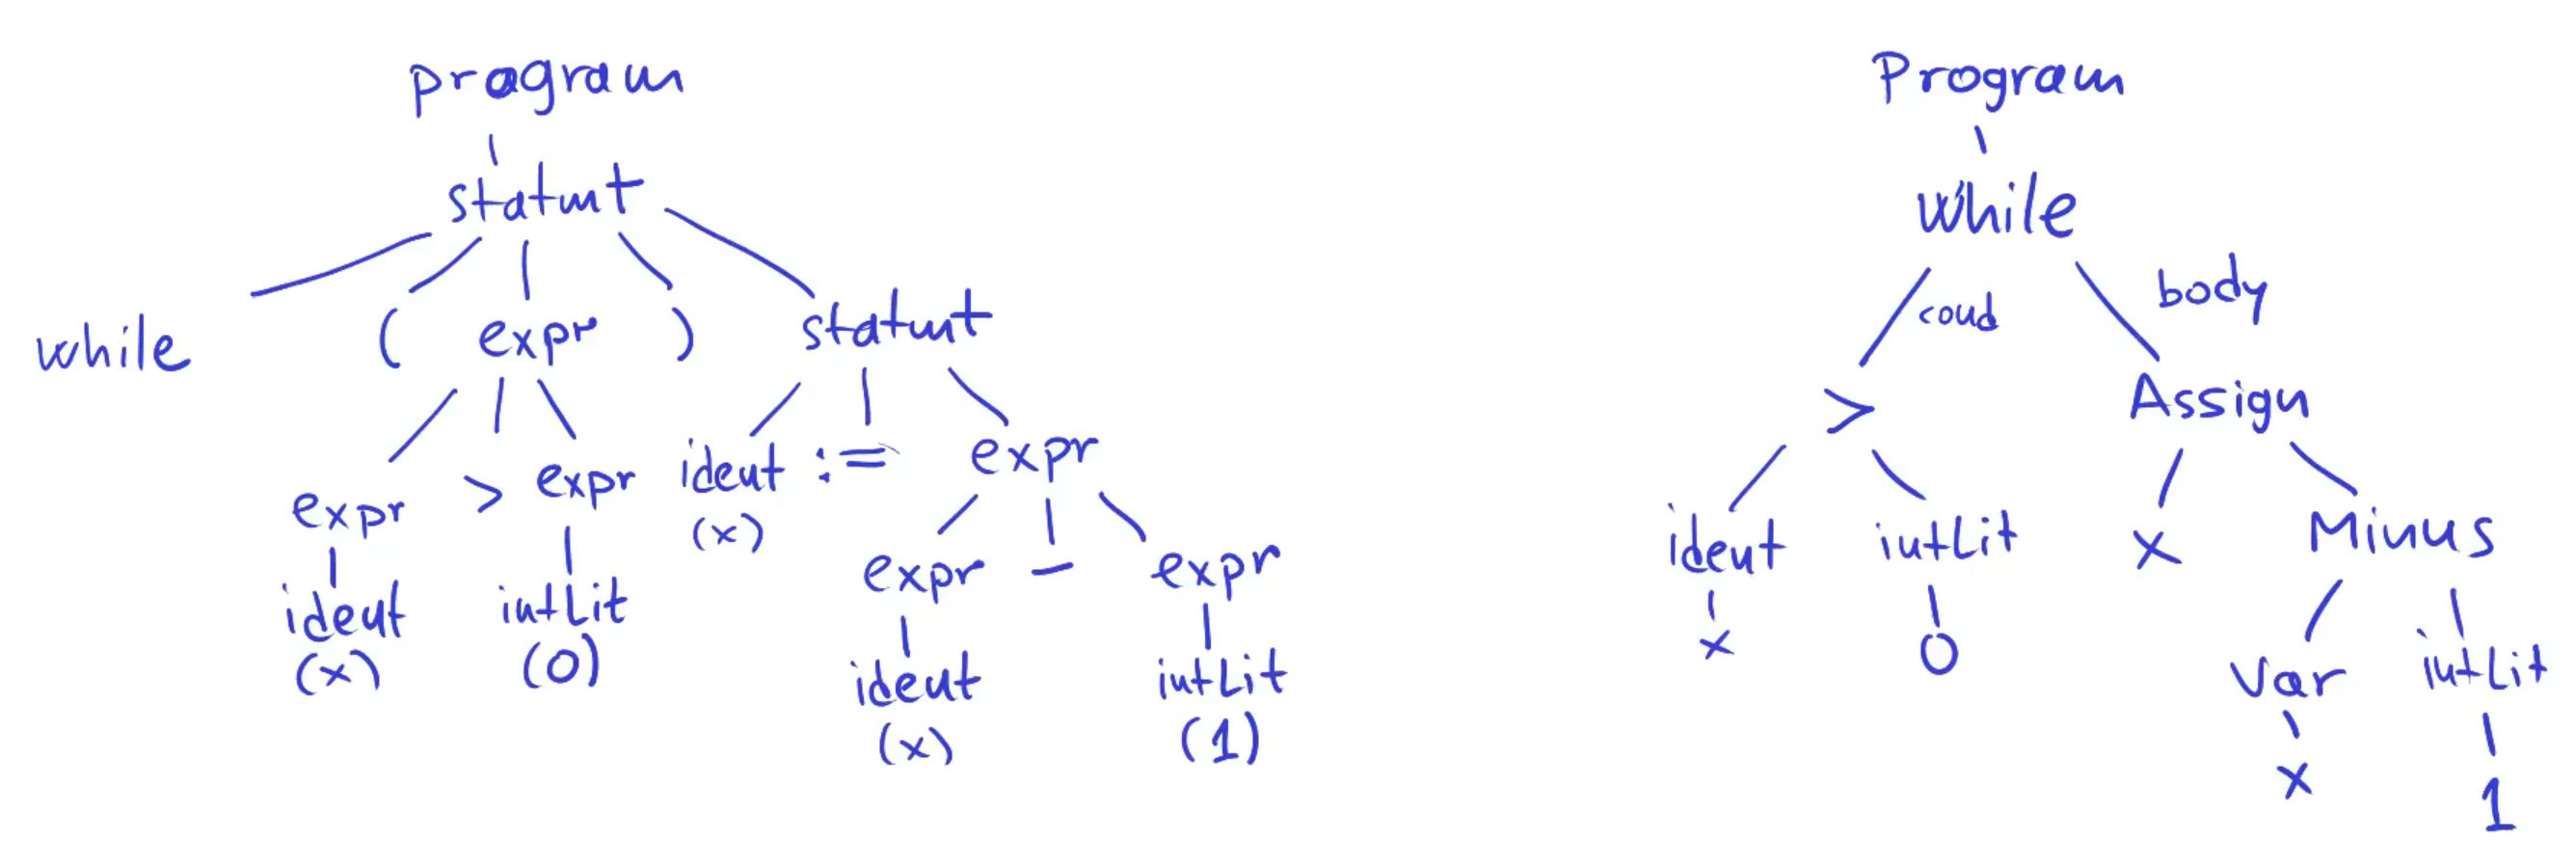 program
Program
statmt
While
cond
body
while
(
expr
)
statmt
>
Assign
expr
>
expr
ident
:=
expr
ident
intLit
x
Minus
(x)
ident
intLit
expr
-
expr
x
0
Var
intLit
(x)
(0)
ident
intLit
x
1
(x)
(1)